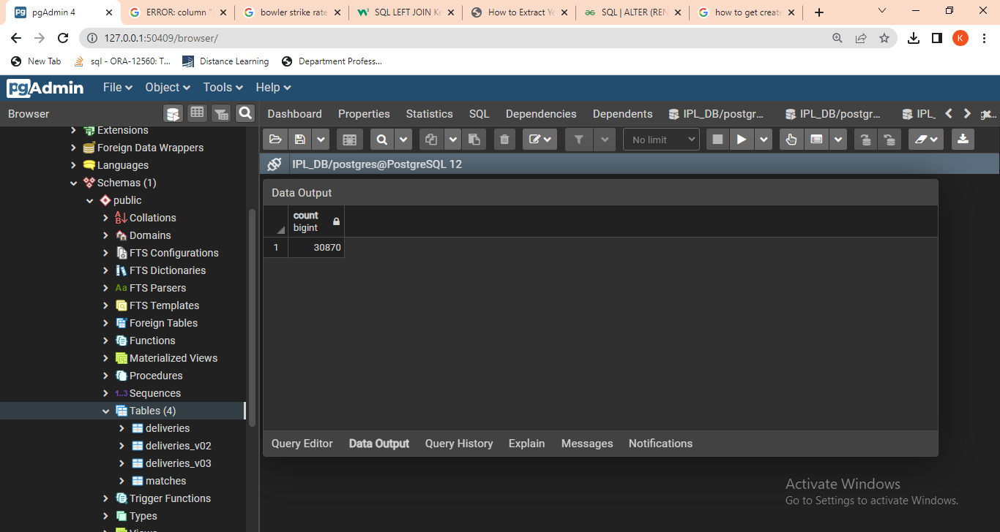 pgAdmin 4
ERROR: column "
bowler strike rate
SQL LEFT JOIN Ke
How to Extract Ye
SQL | ALTER (REN
how to get create
127.0.0.1:50409/browser/
K
New Tab
sql - ORA-12560: T...
Distance Learning
Department Profess...
pgAdmin
File
Object
Tools
Help
Browser
Dashboard
Properties
Statistics
SQL
Dependencies
Dependents
IPL_DB/postgr...
IPL_DB/postgr...
IPL_
No limit
IPL_DB/postgres@PostgreSQL 12
Extensions
Foreign Data Wrappers
Languages
Schemas (1)
public
Collations
Domains
FTS Configurations
FTS Dictionaries
Aa FTS Parsers
FTS Templates
Foreign Tables
Functions
Materialized Views
Procedures
1..3 Sequences
Tables (4)
deliveries
deliveries_v02
deliveries_v03
matches
Trigger Functions
Types
Views
Data Output
count
bigint
1 30870
Query Editor
Data Output
Query History
Explain
Messages
Notifications
Activate Windows
Go to Settings to activate Windows.